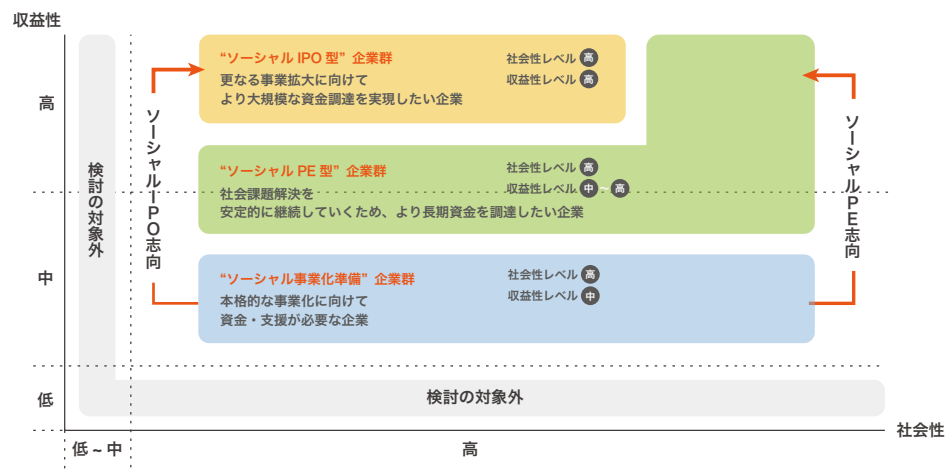 収益性
高
中
低
検討の対象外
ソーシャルIPO志向
“ソーシャル IPO 型”企業群
更なる事業拡大に向けて
より大規模な資金調達を実現したい企業
社会性レベル 高
収益性レベル 高
“ソーシャル PE 型”企業群
社会課題解決を
安定的に継続していくため、より長期資金を調達したい企業
社会性レベル 高
収益性レベル 中 ~ 高
“ソーシャル事業化準備”企業群
本格的な事業化に向けて
資金・支援が必要な企業
社会性レベル 高
収益性レベル 中
ソーシャルPE志向
検討の対象外
社会性
低 ~ 中
高